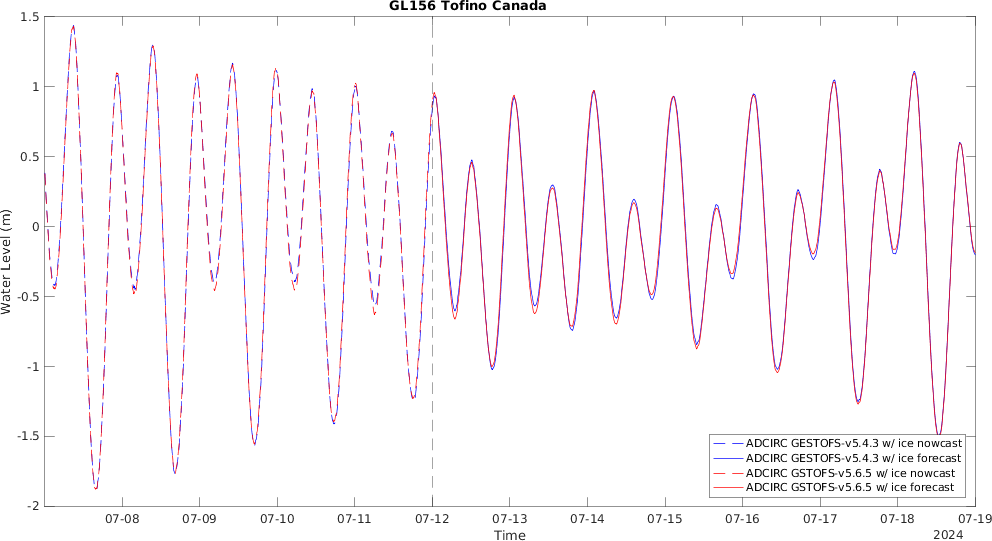 GL156 Tofino Canada
1.5
1
0.5
0
-0.5
-1
-1.5
-2
Water Level (m)
ADCIRC GESTOFS-v5.4.3 w/ ice nowcast
ADCIRC GESTOFS-v5.4.3 w/ ice forecast
ADCIRC GSTOFS-v5.6.5 w/ ice nowcast
ADCIRC GSTOFS-v5.6.5 w/ ice forecast
07-08 07-09 07-10 07-11 07-12 07-13 07-14 07-15 07-16 07-17 07-18 07-19
Time
2024